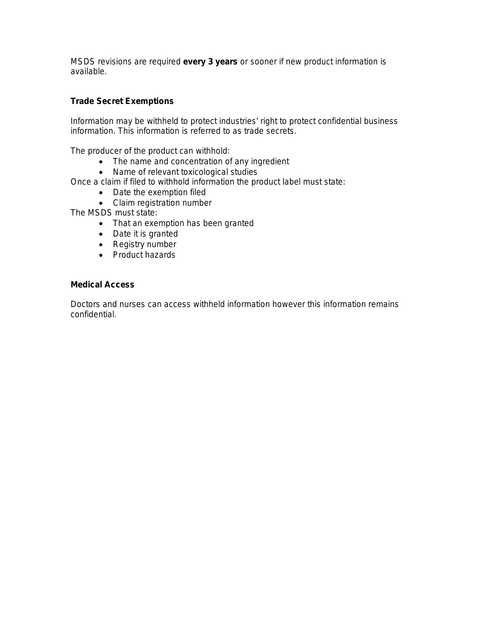 MSDS revisions are required every 3 years or sooner if new product information is
available.
Trade Secret Exemptions
Information may be withheld to protect industries' right to protect confidential business
information. This information is referred to as trade secrets.
The producer of the product can withhold:
• The name and concentration of any ingredient
• Name of relevant toxicological studies
Once a claim if filed to withhold information the product label must state:
• Date the exemption filed
• Claim registration number
The MSDS must state:
• That an exemption has been granted
• Date it is granted
• Registry number
• Product hazards
Medical Access
Doctors and nurses can access withheld information however this information remains
confidential.